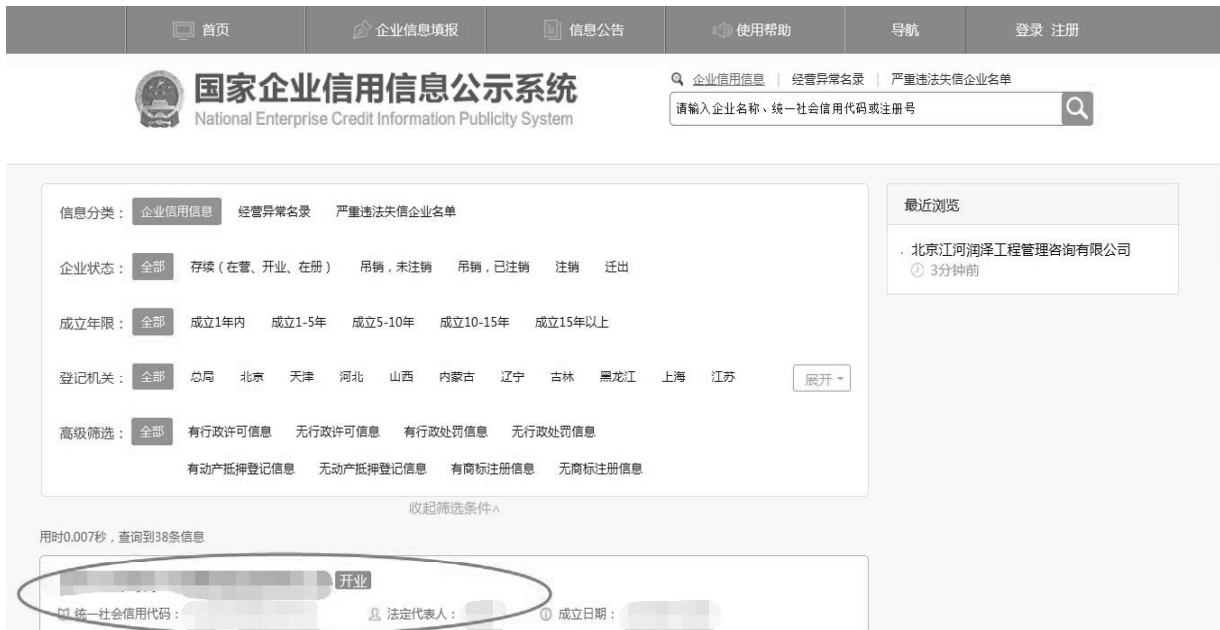 首页 企业信息填报 信息公告 使用帮助 导航 登录 注册
企业信用信息 | 经营异常名录 | 严重违法失信企业名单
国家企业信用信息公示系统
National Enterprise Credit Information Publicity System
请输入企业名称、统一社会信用代码或注册号
信息分类： 企业信用信息 经营异常名录 严重违法失信企业名单
企业状态： 全部 存续（在营、开业、在册） 吊销，未注销 吊销，已注销 注销 迁出
成立年限： 全部 成立1年内 成立1-5年 成立5-10年 成立10-15年 成立15年以上
登记机关： 全部 总局 北京 天津 河北 山西 内蒙古 辽宁 吉林 黑龙江 上海 江苏 展开
高级筛选： 全部 有行政许可信息 无行政许可信息 有行政处罚信息 无行政处罚信息
有动产抵押登记信息 无动产抵押登记信息 有商标注册信息 无商标注册信息
收起筛选条件∧
最近浏览
. 北京江河润泽工程管理咨询有限公司
3分钟前
用时0.007秒，查询到38条信息
开业
统一社会信用代码： 法定代表人： 成立日期：